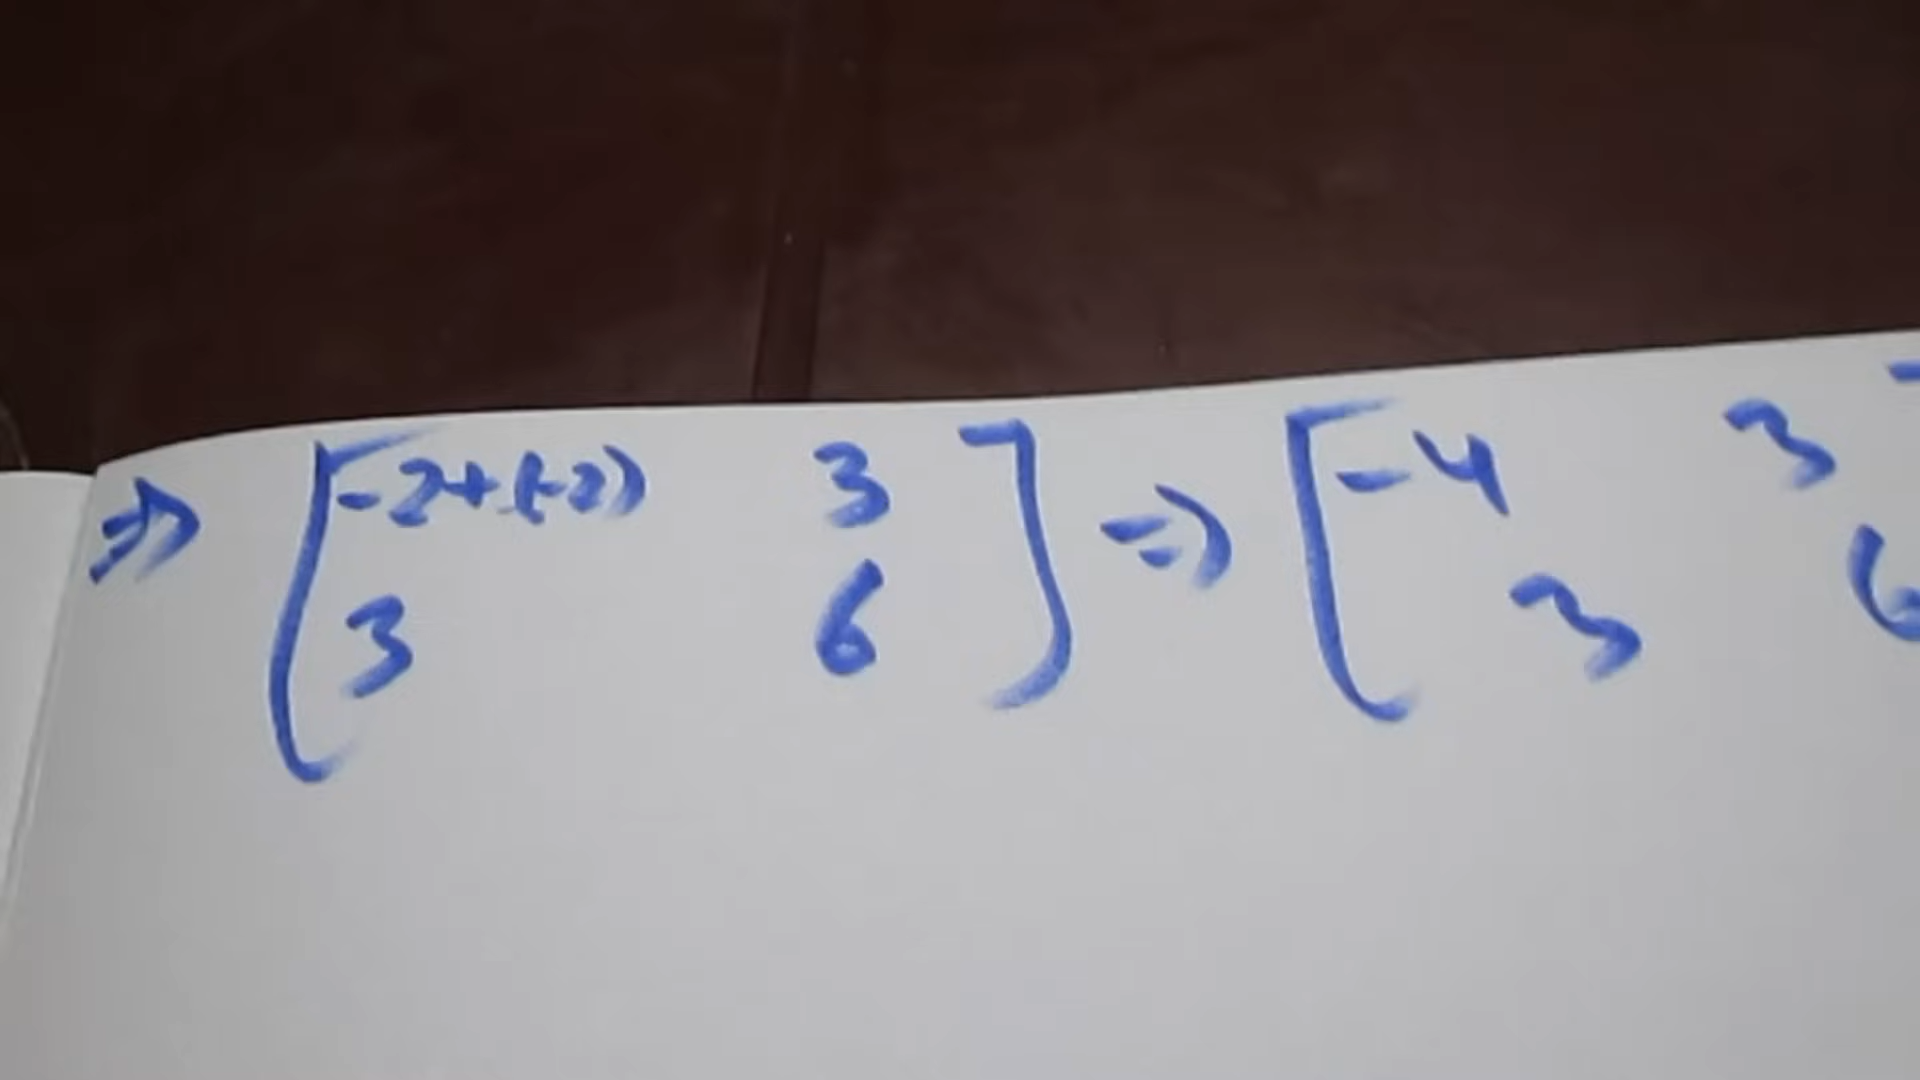 ⇒ [ -2+(-2) 3 ] ⇒ [ -4 3 ]
[ 3 6 ] [ 3 6